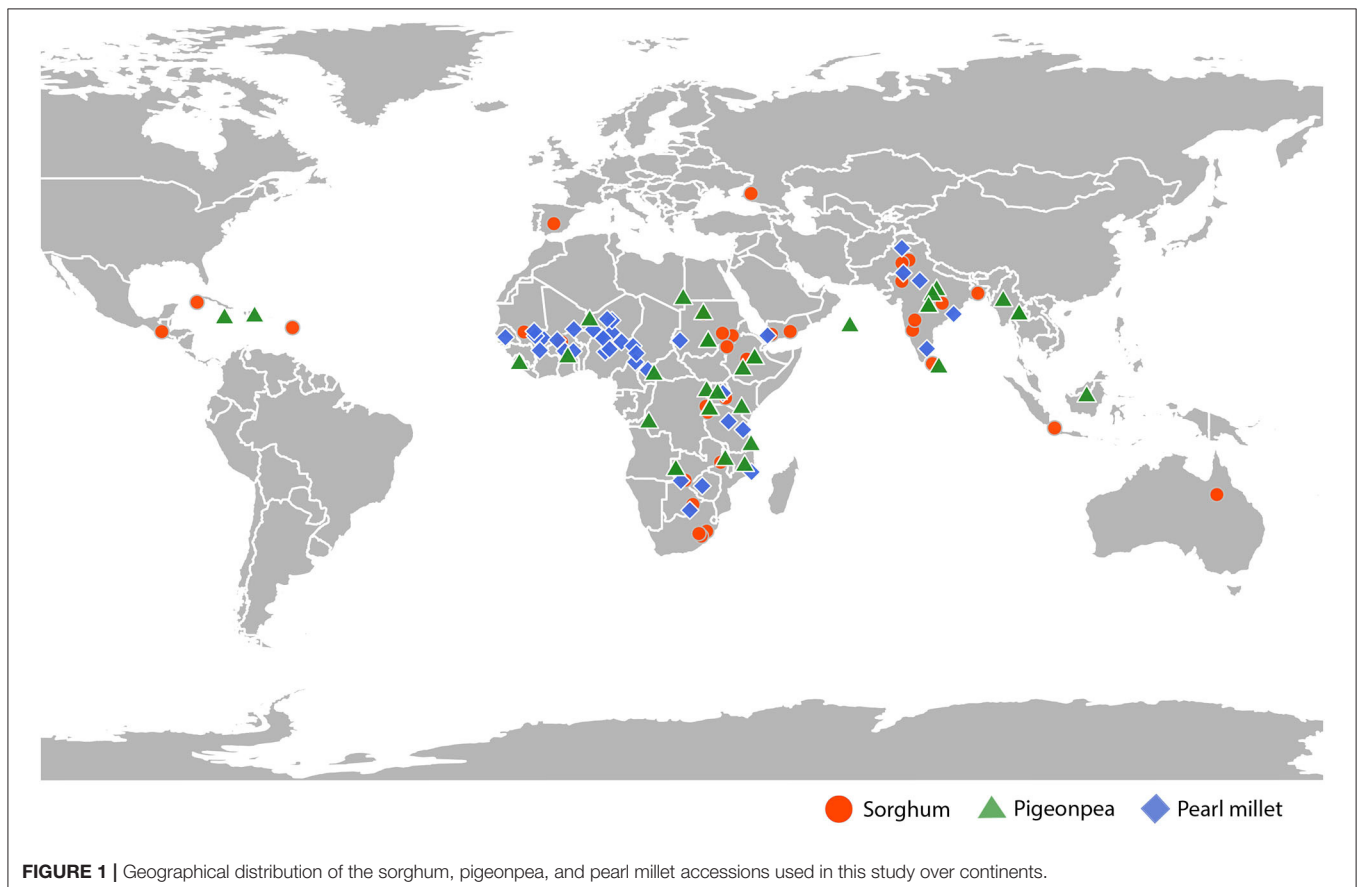 Sorghum Pigeonpea Pearl millet
FIGURE 1 | Geographical distribution of the sorghum, pigeonpea, and pearl millet accessions used in this study over continents.